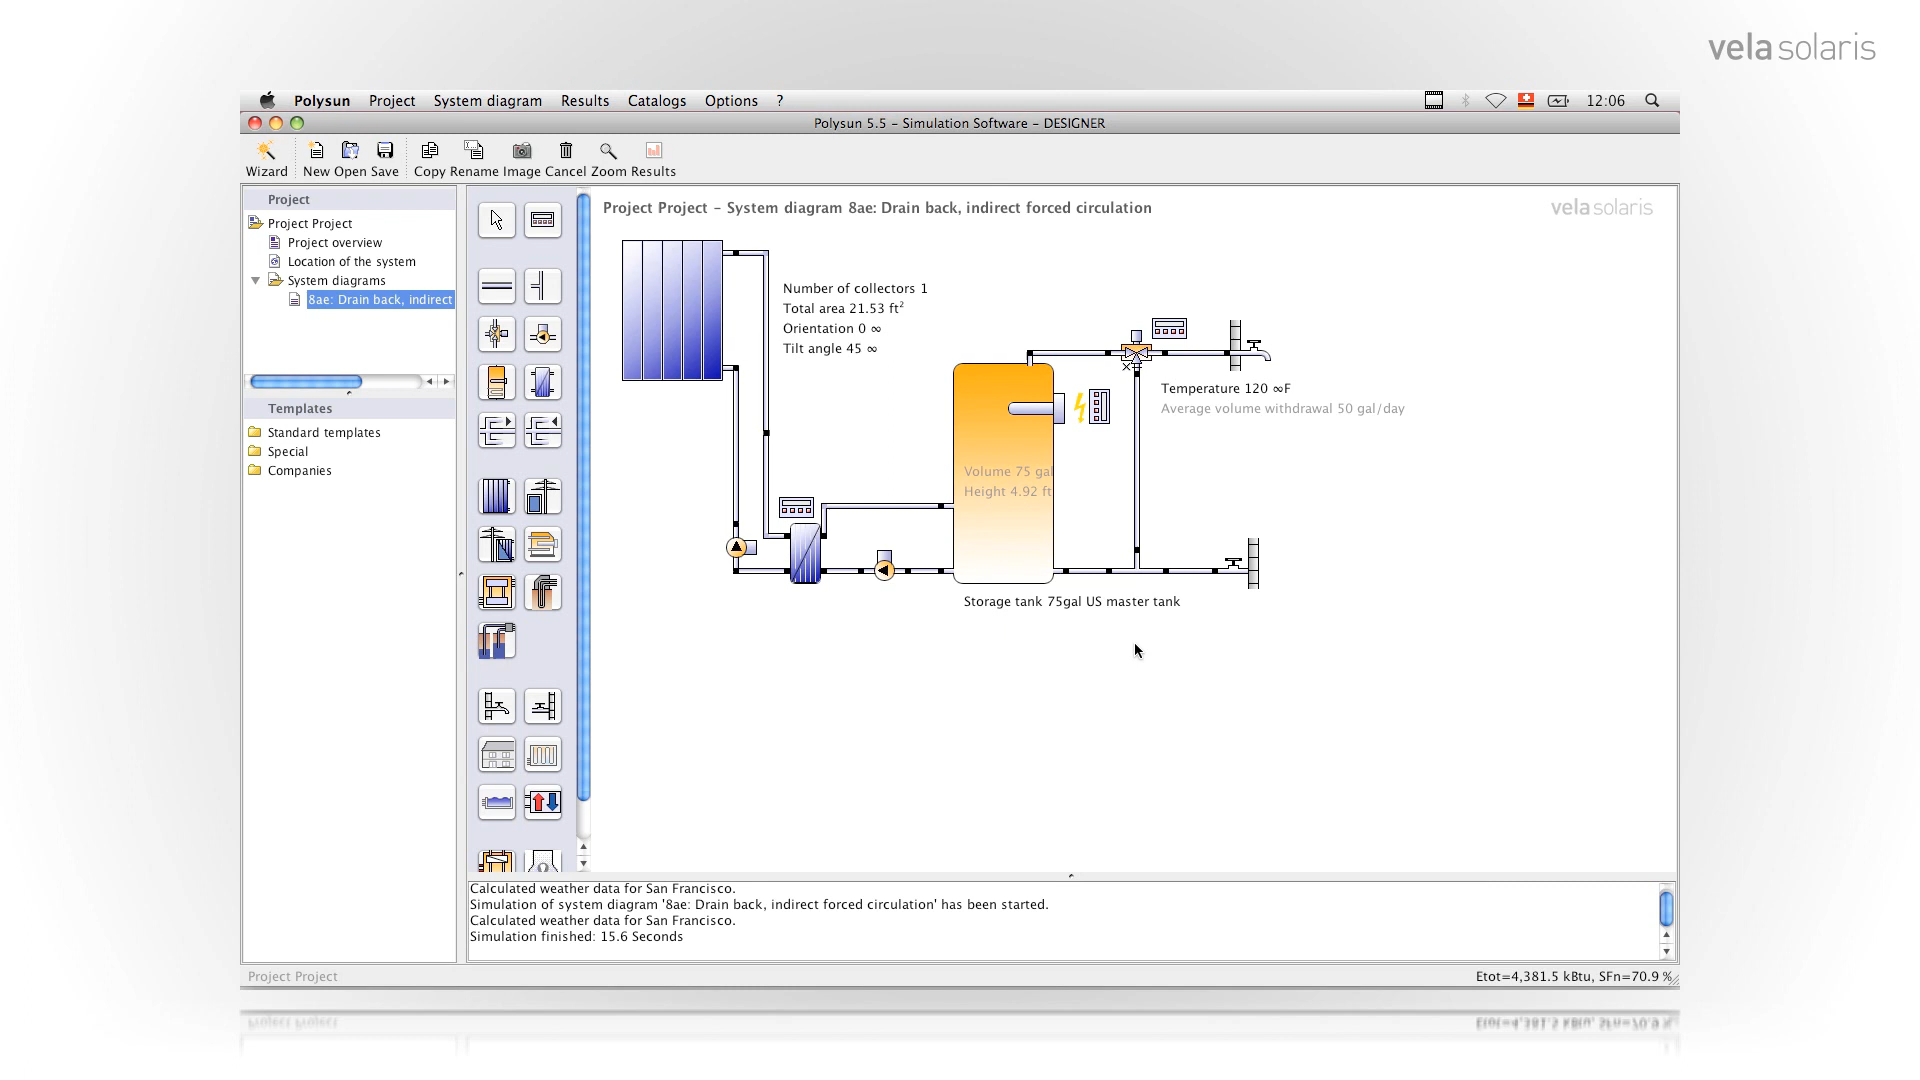 vela solaris
Polysun Project System diagram Results Catalogs Options ? 12:06
Polysun 5.5 – Simulation Software – DESIGNER
Wizard New Open Save Copy Rename Image Cancel Zoom Results
Project
Project Project
Project overview
Location of the system
System diagrams
8ae: Drain back, indirect
Templates
Standard templates
Special
Companies
Project Project – System diagram 8ae: Drain back, indirect forced circulation
vela solaris
Number of collectors 1
Total area 21.53 ft²
Orientation 0 ∞
Tilt angle 45 ∞
Temperature 120 ∞F
Average volume withdrawal 50 gal/day
Volume 75 gal
Height 4.92 ft
Storage tank 75gal US master tank
Calculated weather data for San Francisco.
Simulation of system diagram '8ae: Drain back, indirect forced circulation' has been started.
Calculated weather data for San Francisco.
Simulation finished: 15.6 Seconds
Project Project
Etot=4,381.5 kBtu, SFn=70.9 %